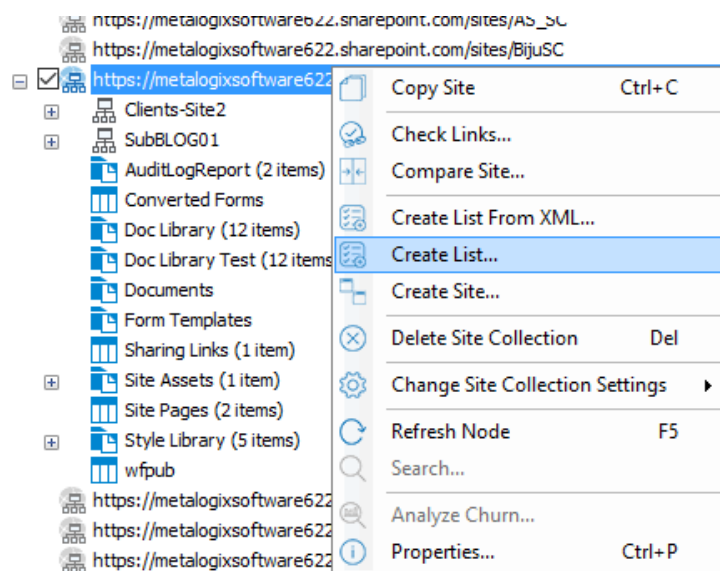 https://metalogixsoftware622.sharepoint.com/sites/AS_SC
https://metalogixsoftware622.sharepoint.com/sites/BijuSC
https://metalogixsoftware622
Clients-Site2
SubBLOG01
AuditLogReport (2 items)
Converted Forms
Doc Library (12 items)
Doc Library Test (12 items
Documents
Form Templates
Sharing Links (1 item)
Site Assets (1 item)
Site Pages (2 items)
Style Library (5 items)
wfpub
https://metalogixsoftware622
https://metalogixsoftware622
https://metalogixsoftware622
Copy Site Ctrl+C
Check Links...
Compare Site...
Create List From XML...
Create List...
Create Site...
Delete Site Collection Del
Change Site Collection Settings
Refresh Node F5
Search...
Analyze Churn...
Properties... Ctrl+P